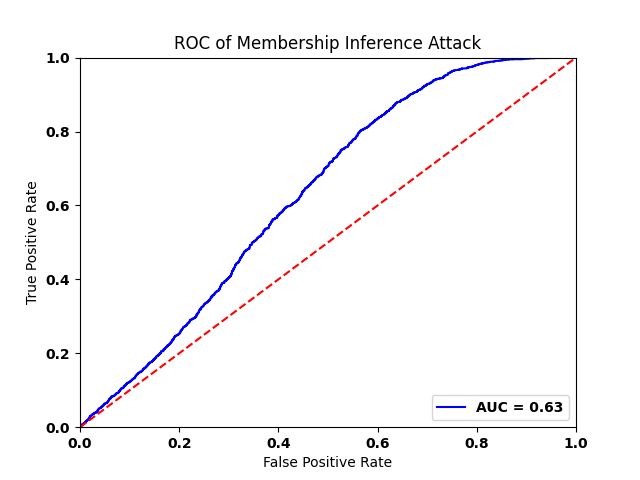 ROC of Membership Inference Attack
1.0
0.8
0.6
0.4
0.2
0.0
True Positive Rate
AUC = 0.63
0.0 0.2 0.4 0.6 0.8 1.0
False Positive Rate